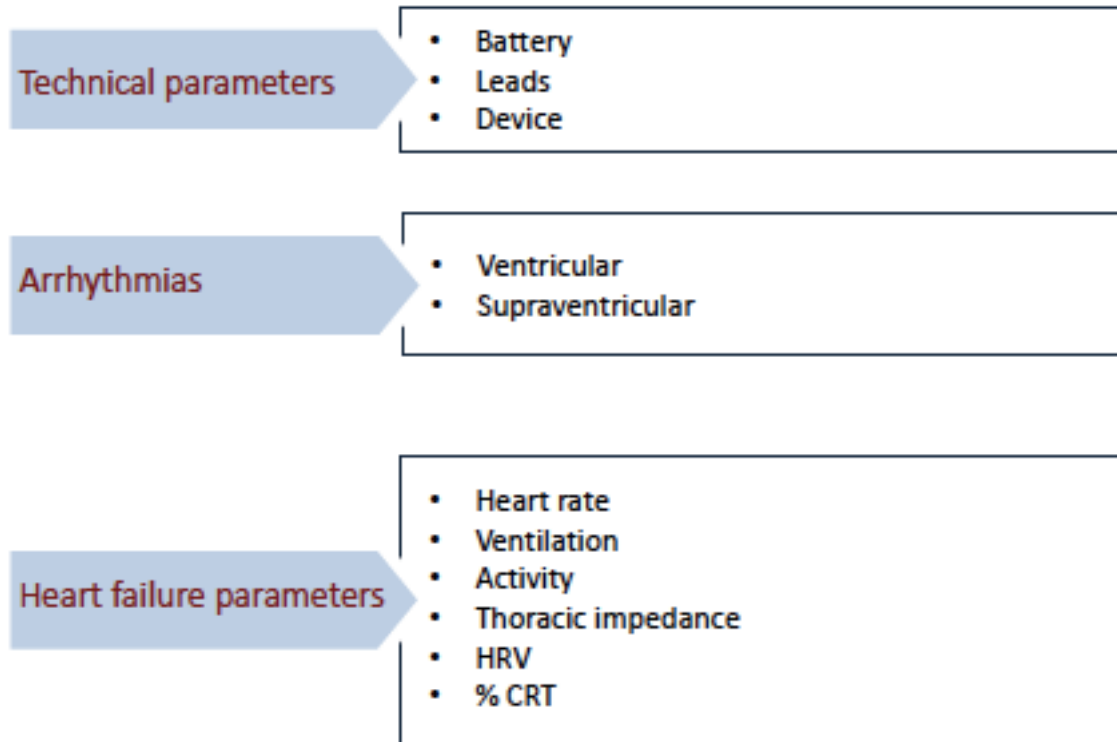 Technical parameters
• Battery
• Leads
• Device
Arrhythmias
• Ventricular
• Supraventricular
Heart failure parameters
• Heart rate
• Ventilation
• Activity
• Thoracic impedance
• HRV
• % CRT